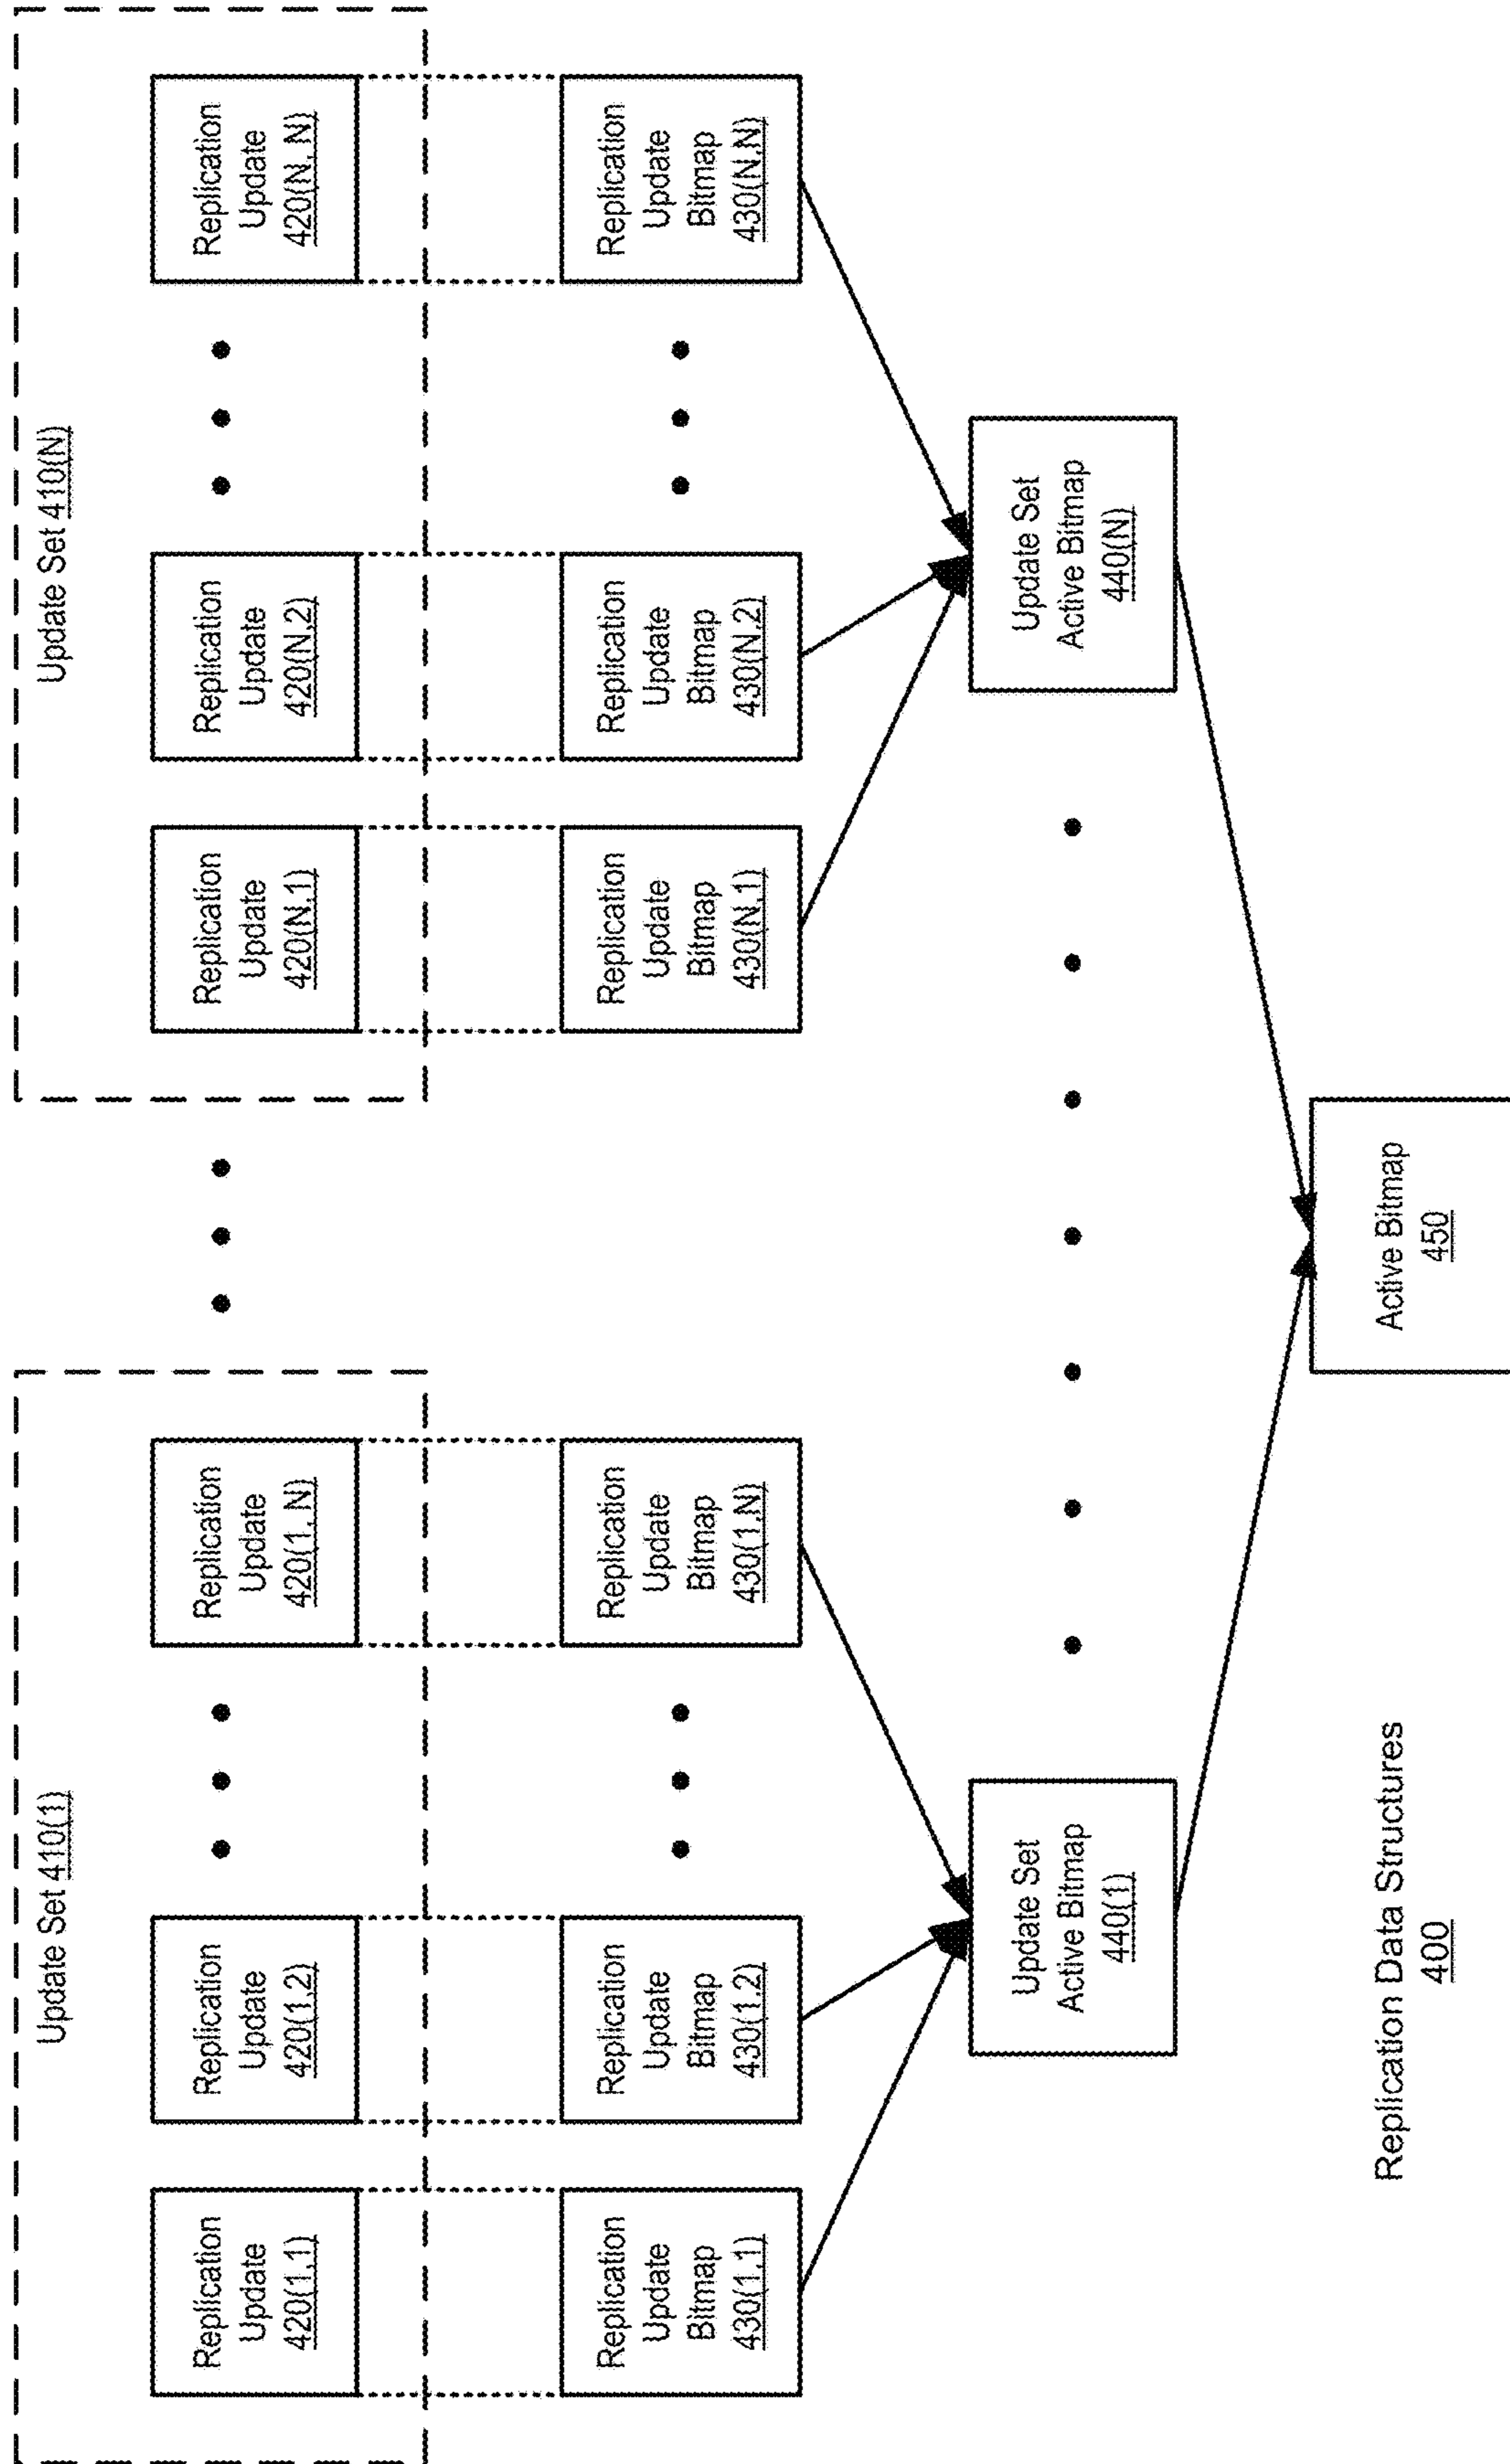 Update Set 410(1)
Update Set 410(N)
Replication
Update
420(1,1)
Replication
Update
420(1,2)
Replication
Update
420(1, N)
Replication
Update
420(N,1)
Replication
Update
420(N,2)
Replication
Update
420(N, N)
Replication
Update
Bitmap
430(1,1)
Replication
Update
Bitmap
430(1,2)
Replication
Update
Bitmap
430(1,N)
Replication
Update
Bitmap
430(N,1)
Replication
Update
Bitmap
430(N,2)
Replication
Update
Bitmap
430(N,N)
Update Set
Active Bitmap
440(1)
Update Set
Active Bitmap
440(N)
Replication Data Structures
400
Active Bitmap
450